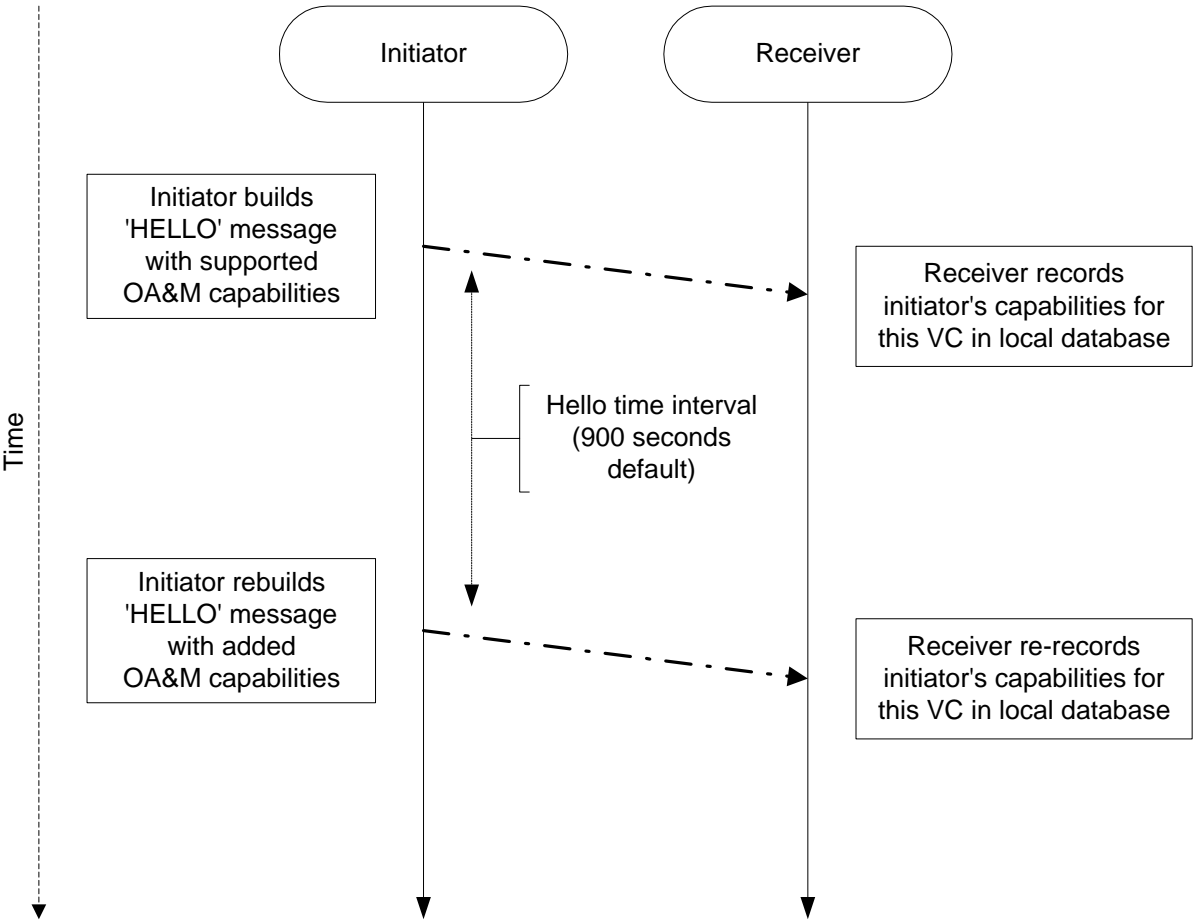 Initiator
Receiver
Initiator builds
'HELLO' message
with supported
OA&M capabilities
Receiver records
initiator's capabilities for
this VC in local database
Time
Hello time interval
(900 seconds
default)
Initiator rebuilds
'HELLO' message
with added
OA&M capabilities
Receiver re-records
initiator's capabilities for
this VC in local database